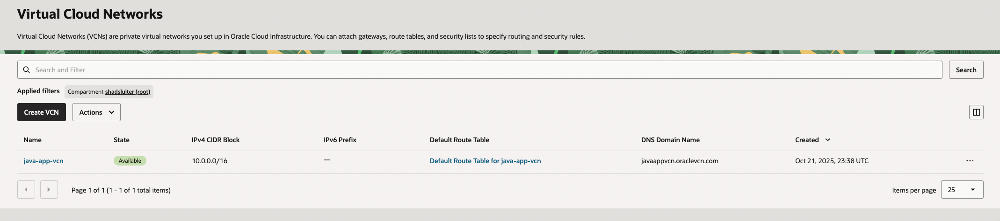 Virtual Cloud Networks
Virtual Cloud Networks (VCNs) are private virtual networks you set up in Oracle Cloud Infrastructure. You can attach gateways, route tables, and security lists to specify routing and security rules.
Search and Filter
Search
Applied filters Compartment shadsluiter (root)
Create VCN Actions
Name State IPv4 CIDR Block IPv6 Prefix Default Route Table DNS Domain Name Created
java-app-vcn Available 10.0.0.0/16 — Default Route Table for java-app-vcn javaappvcn.oraclevcn.com Oct 21, 2025, 23:38 UTC ...
Page 1 of 1 (1 - 1 of 1 total items) Items per page 25